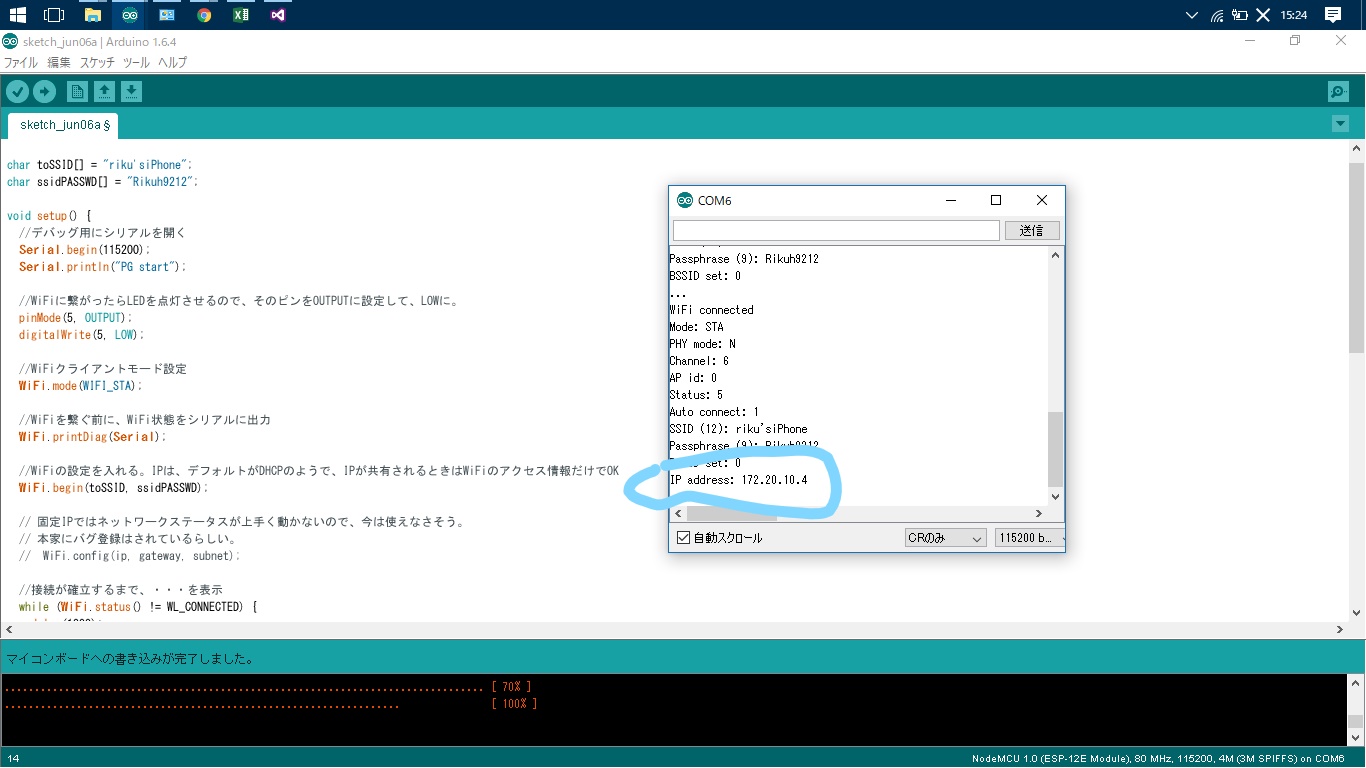 15:24
sketch_jun06a | Arduino 1.6.4
ファイル 編集 スケッチ ツール ヘルプ
sketch_jun06a §
char toSSID[] = "riku'siPhone";
char ssidPASSWD[] = "Rikuh9212";
void setup() {
//デバッグ用にシリアルを開く
Serial.begin(115200);
Serial.println("PG start");
//WiFiに繋がったらLEDを点灯させるので、そのピンをOUTPUTに設定して、LOWに。
pinMode(5, OUTPUT);
digitalWrite(5, LOW);
//WiFiクライアントモード設定
WiFi.mode(WIFI_STA);
//WiFiを繋ぐ前に、WiFi状態をシリアルに出力
WiFi.printDiag(Serial);
//WiFiの設定を入れる。IPは、デフォルトがDHCPのようで、IPが共有されるときはWiFiのアクセス情報だけでOK
WiFi.begin(toSSID, ssidPASSWD);
// 固定IPではネットワークステータスが上手く動かないので、今は使えなさそう。
// 本家にバグ登録はされているらしい。
// WiFi.config(ip, gateway, subnet);
//接続が確立するまで、・・・を表示
while (WiFi.status() != WL_CONNECTED) {
COM6
送信
Passphrase (9): Rikuh9212
BSSID set: 0
...
WiFi connected
Mode: STA
PHY mode: N
Channel: 6
AP id: 0
Status: 5
Auto connect: 1
SSID (12): riku'siPhone
Passphrase (9): Rikuh9212
set: 0
IP address: 172.20.10.4
自動スクロール CRのみ 115200 b...
マイコンボードへの書き込みが完了しました。
................................................................................ [ 70% ]
.................................................................. [ 100% ]
14 NodeMCU 1.0 (ESP-12E Module), 80 MHz, 115200, 4M (3M SPIFFS) on COM6